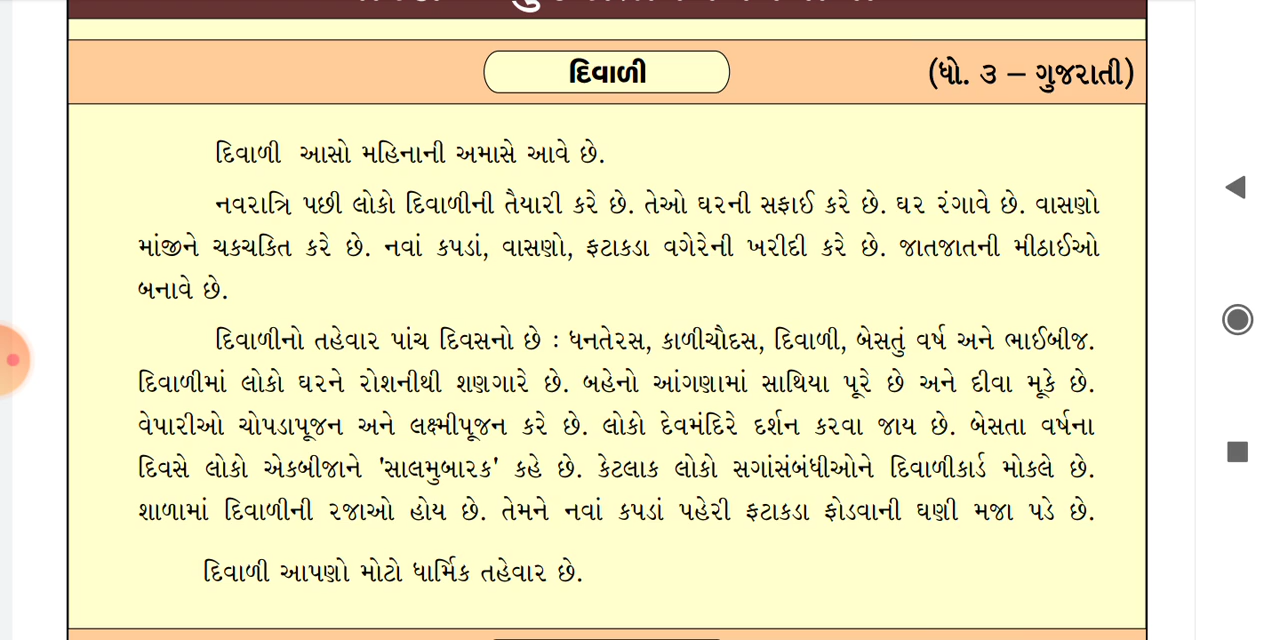 દિવાળી
(ધો. ૩ – ગુજરાતી)
દિવાળી આસો મહિનાની અમાસે આવે છે.
નવરાત્રિ પછી લોકો દિવાળીની તૈયારી કરે છે. તેઓ ઘરની સફાઈ કરે છે. ઘર રંગાવે છે. વાસણો
માંજીને ચકચકિત કરે છે. નવાં કપડાં, વાસણો, ફટાકડા વગેરેની ખરીદી કરે છે. જાતજાતની મીઠાઈઓ
બનાવે છે.
દિવાળીનો તહેવાર પાંચ દિવસનો છે : ધનતેરસ, કાળીચૌદસ, દિવાળી, બેસતું વર્ષ અને ભાઈબીજ.
દિવાળીમાં લોકો ઘરને રોશનીથી શણગારે છે. બહેનો આંગણામાં સાથિયા પૂરે છે અને દીવા મૂકે છે.
વેપારીઓ ચોપડાપૂજન અને લક્ષ્મીપૂજન કરે છે. લોકો દેવમંદિરે દર્શન કરવા જાય છે. બેસતા વર્ષના
દિવસે લોકો એકબીજાને 'સાલમુબારક' કહે છે. કેટલાક લોકો સગાંસંબંધીઓને દિવાળીકાર્ડ મોકલે છે.
શાળામાં દિવાળીની રજાઓ હોય છે. તેમને નવાં કપડાં પહેરી ફટાકડા ફોડવાની ઘણી મજા પડે છે.
દિવાળી આપણો મોટો ધાર્મિક તહેવાર છે.